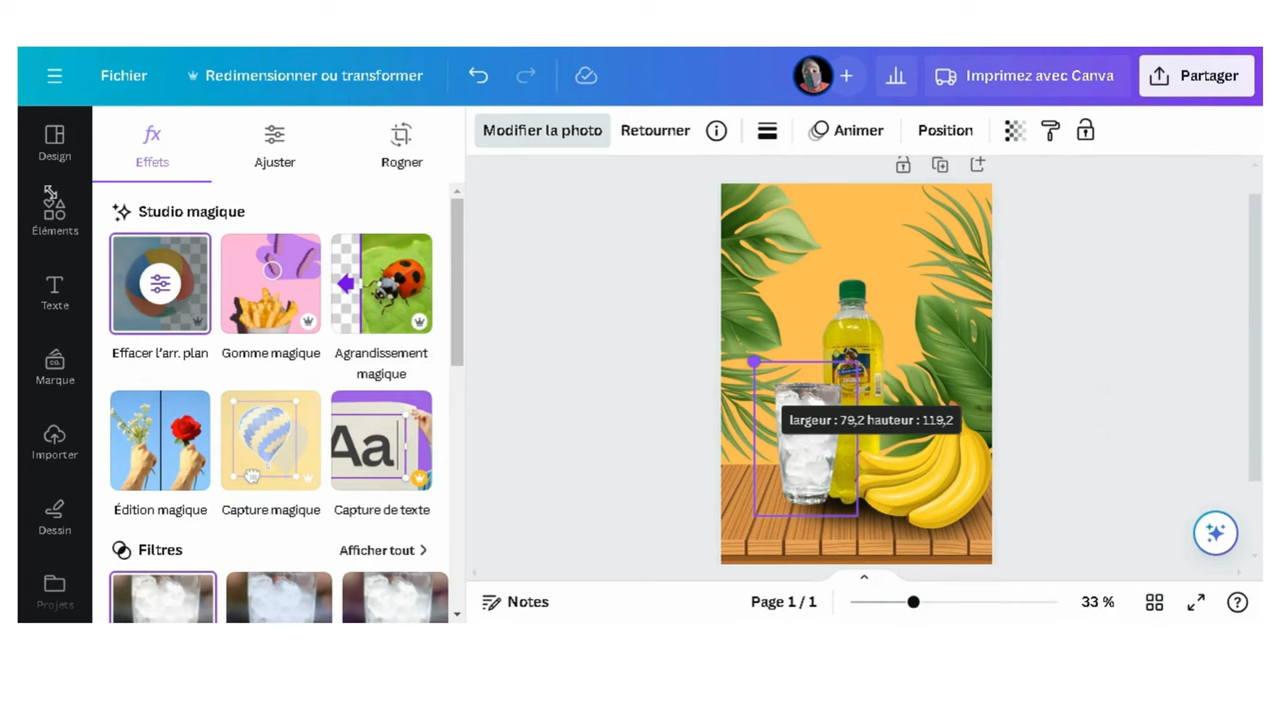 Fichier
Redimensionner ou transformer
Imprimez avec Canva
Partager
Design
Éléments
Texte
Marque
Importer
Dessin
Projets
Effets
Ajuster
Rogner
Modifier la photo
Retourner
Animer
Position
Studio magique
Effacer l'arr. plan
Gomme magique
Agrandissement
magique
Aa
Édition magique
Capture magique
Capture de texte
Filtres
Afficher tout
largeur : 79,2 hauteur : 119,2
Notes
Page 1 / 1
33 %